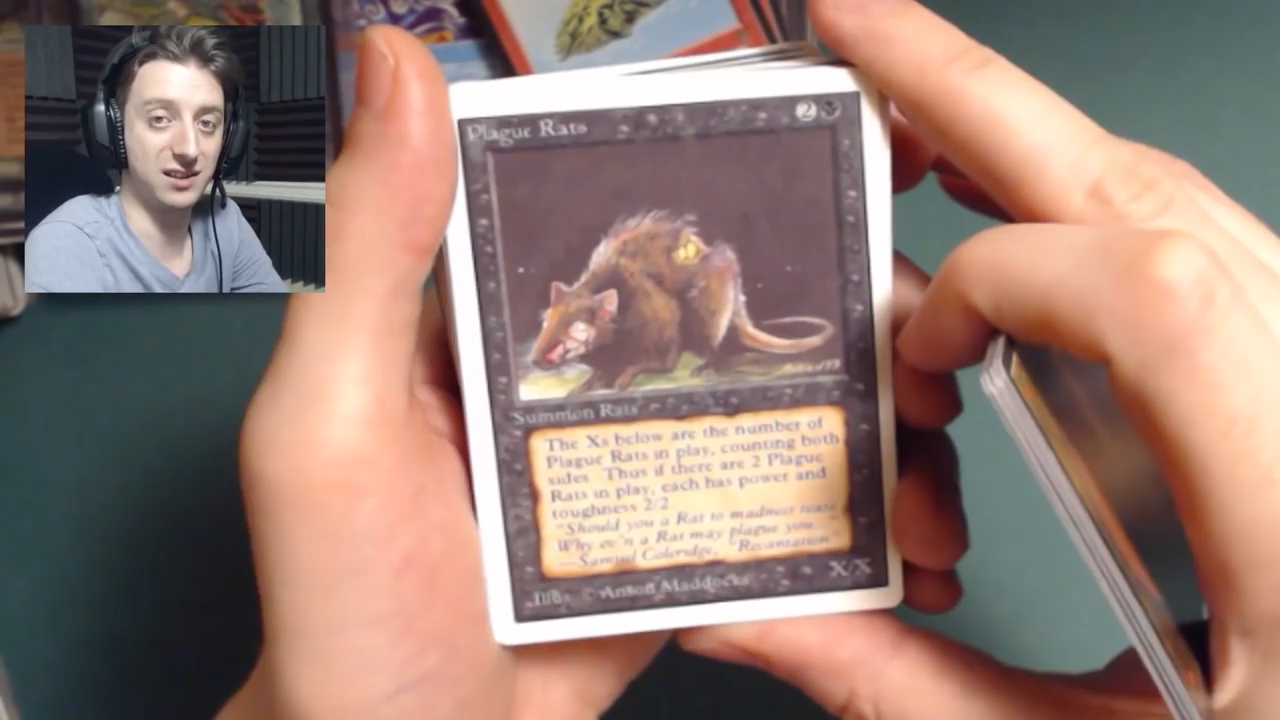 Plague Rats
2
Summon Rats
The Xs below are the number of
Plague Rats in play, counting both
sides. Thus if there are 2 Plague
Rats in play, each has power and
toughness 2/2
"Should you a Rat to madness tease
Why ev'n a Rat may plague you..."
—Samuel Coleridge, "Recantation"
X/X
Illus. © Anson Maddocks